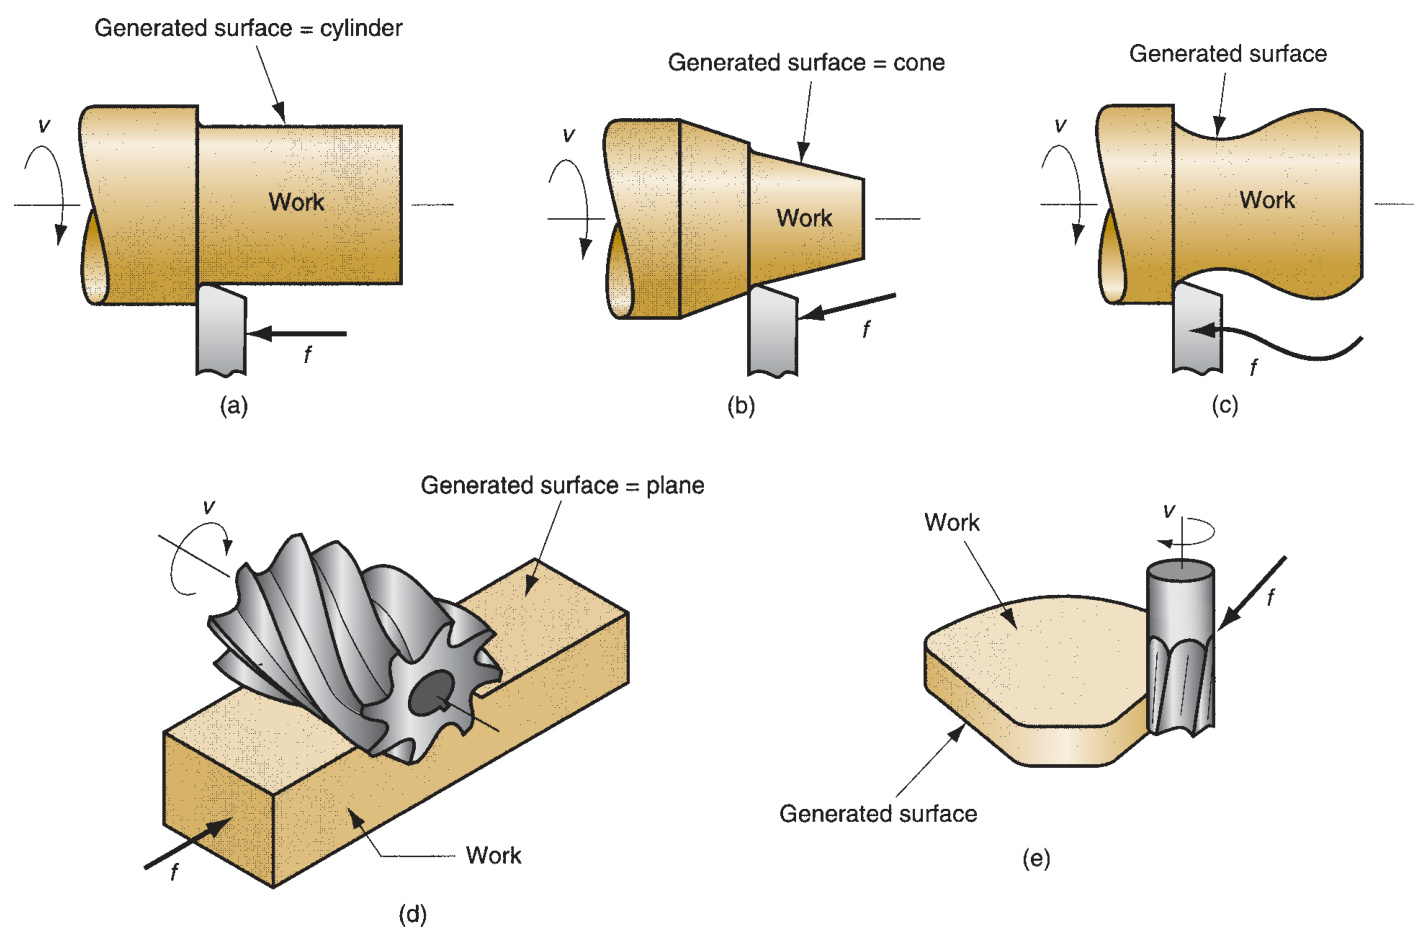 Generated surface = cylinder
v
Work
f
(a)
Generated surface = cone
v
Work
f
(b)
Generated surface
v
Work
f
(c)
Generated surface = plane
v
f
Work
(d)
Work
v
f
Generated surface
(e)